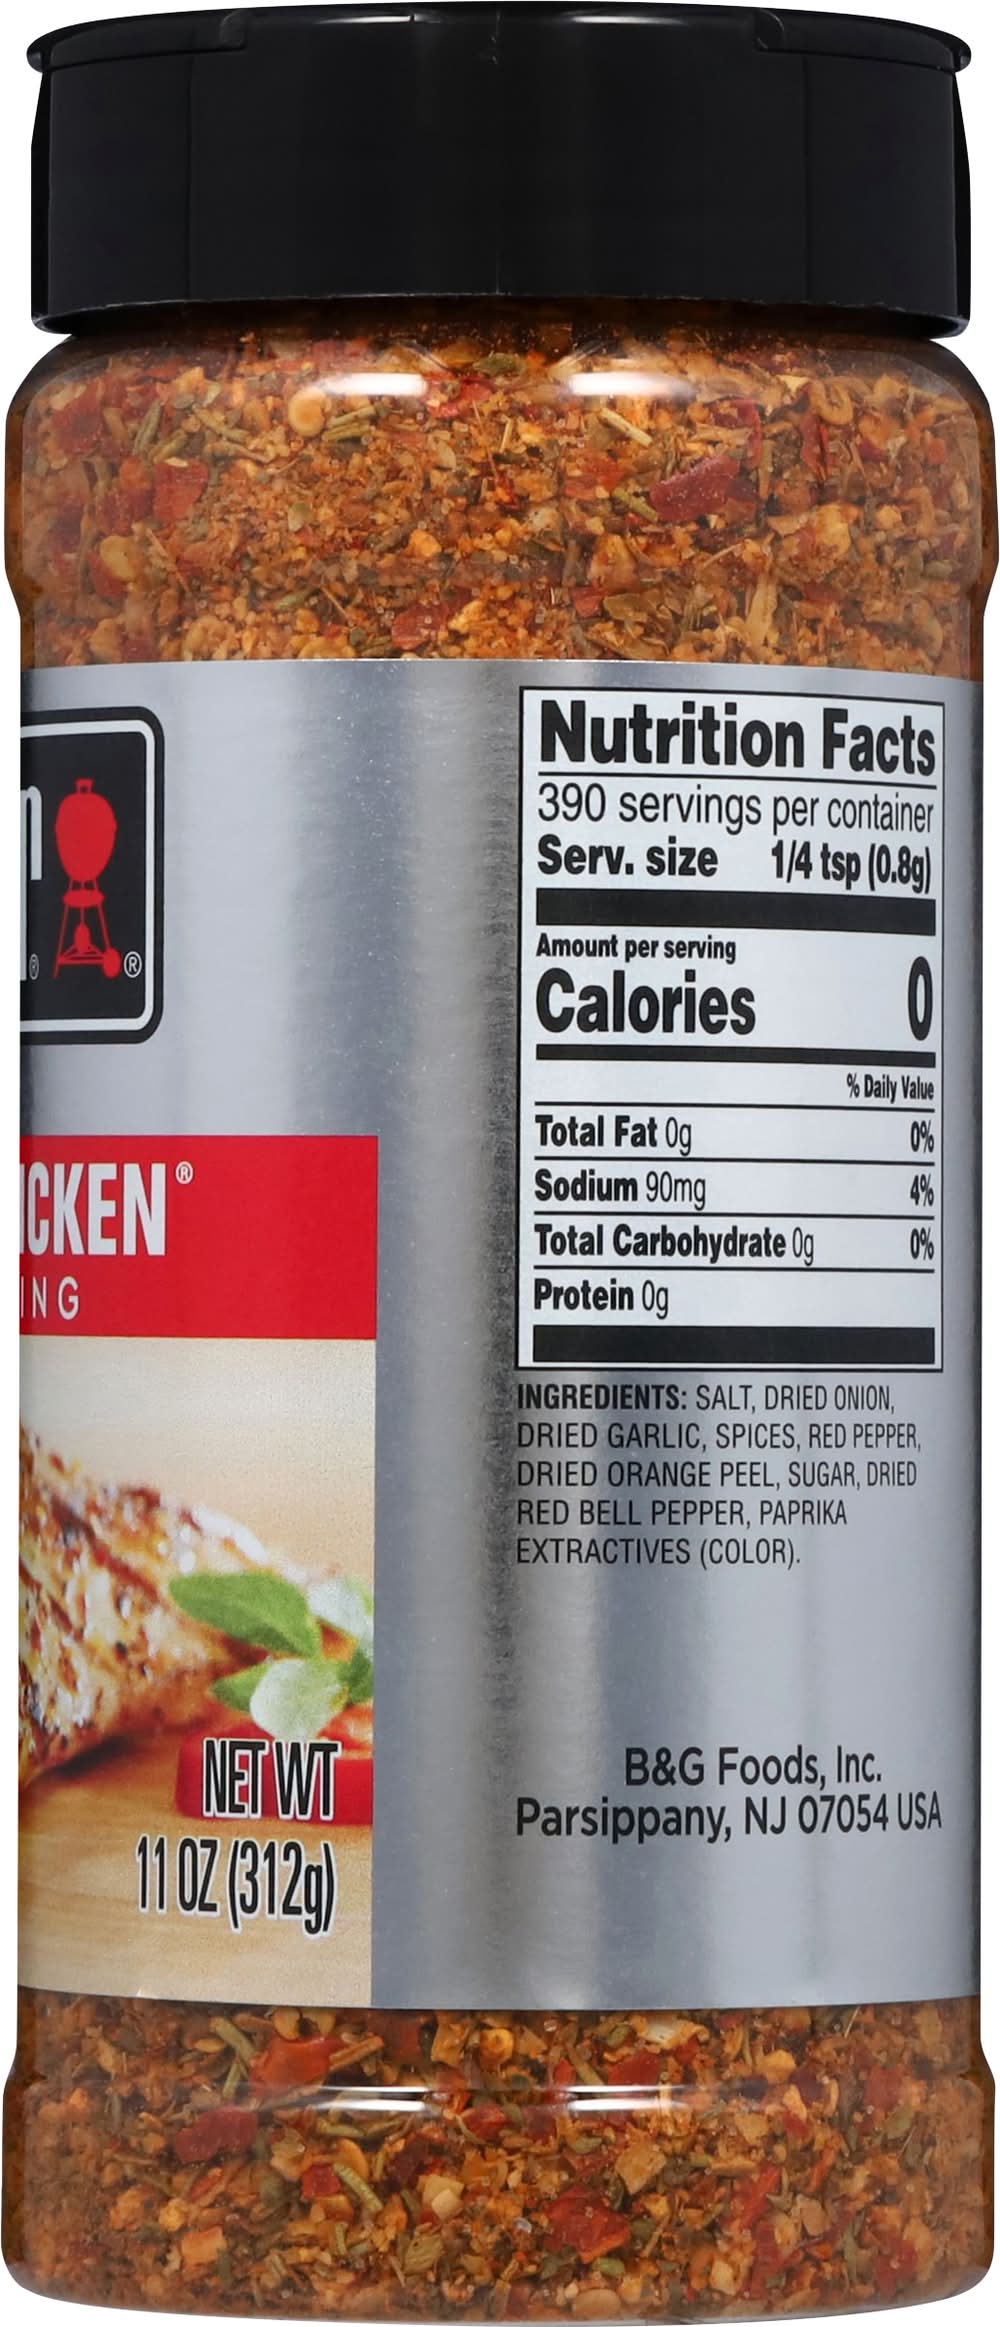 ®
ICKEN®
ING
NET WT
11 OZ (312g)
Nutrition Facts
390 servings per container
Serv. size 1/4 tsp (0.8g)
Amount per serving
Calories 0
% Daily Value
Total Fat 0g 0%
Sodium 90mg 4%
Total Carbohydrate 0g 0%
Protein 0g
INGREDIENTS: SALT, DRIED ONION,
DRIED GARLIC, SPICES, RED PEPPER,
DRIED ORANGE PEEL, SUGAR, DRIED
RED BELL PEPPER, PAPRIKA
EXTRACTIVES (COLOR).
B&G Foods, Inc.
Parsippany, NJ 07054 USA